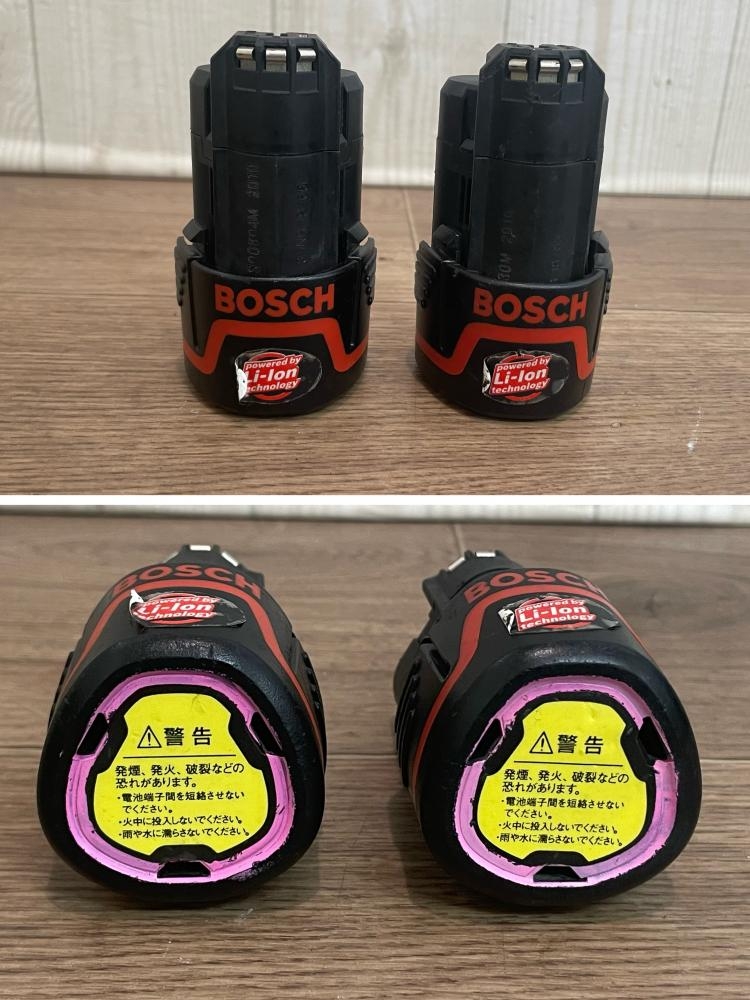 BOSCH
powered by
Li-Ion
technology
BOSCH
powered by
Li-Ion
technology
BOSCH
powered by
Li-Ion
technology
警告
発煙、発火、破裂などの
恐れがあります。
・電池端子間を短絡させない
でください。
・火中に投入しないでください。
・雨や水に濡らさないでください。
BOSCH
powered by
Li-Ion
technology
警告
発煙、発火、破裂などの
恐れがあります。
・電池端子間を短絡させない
でください。
・火中に投入しないでください。
・雨や水に濡らさないでください。